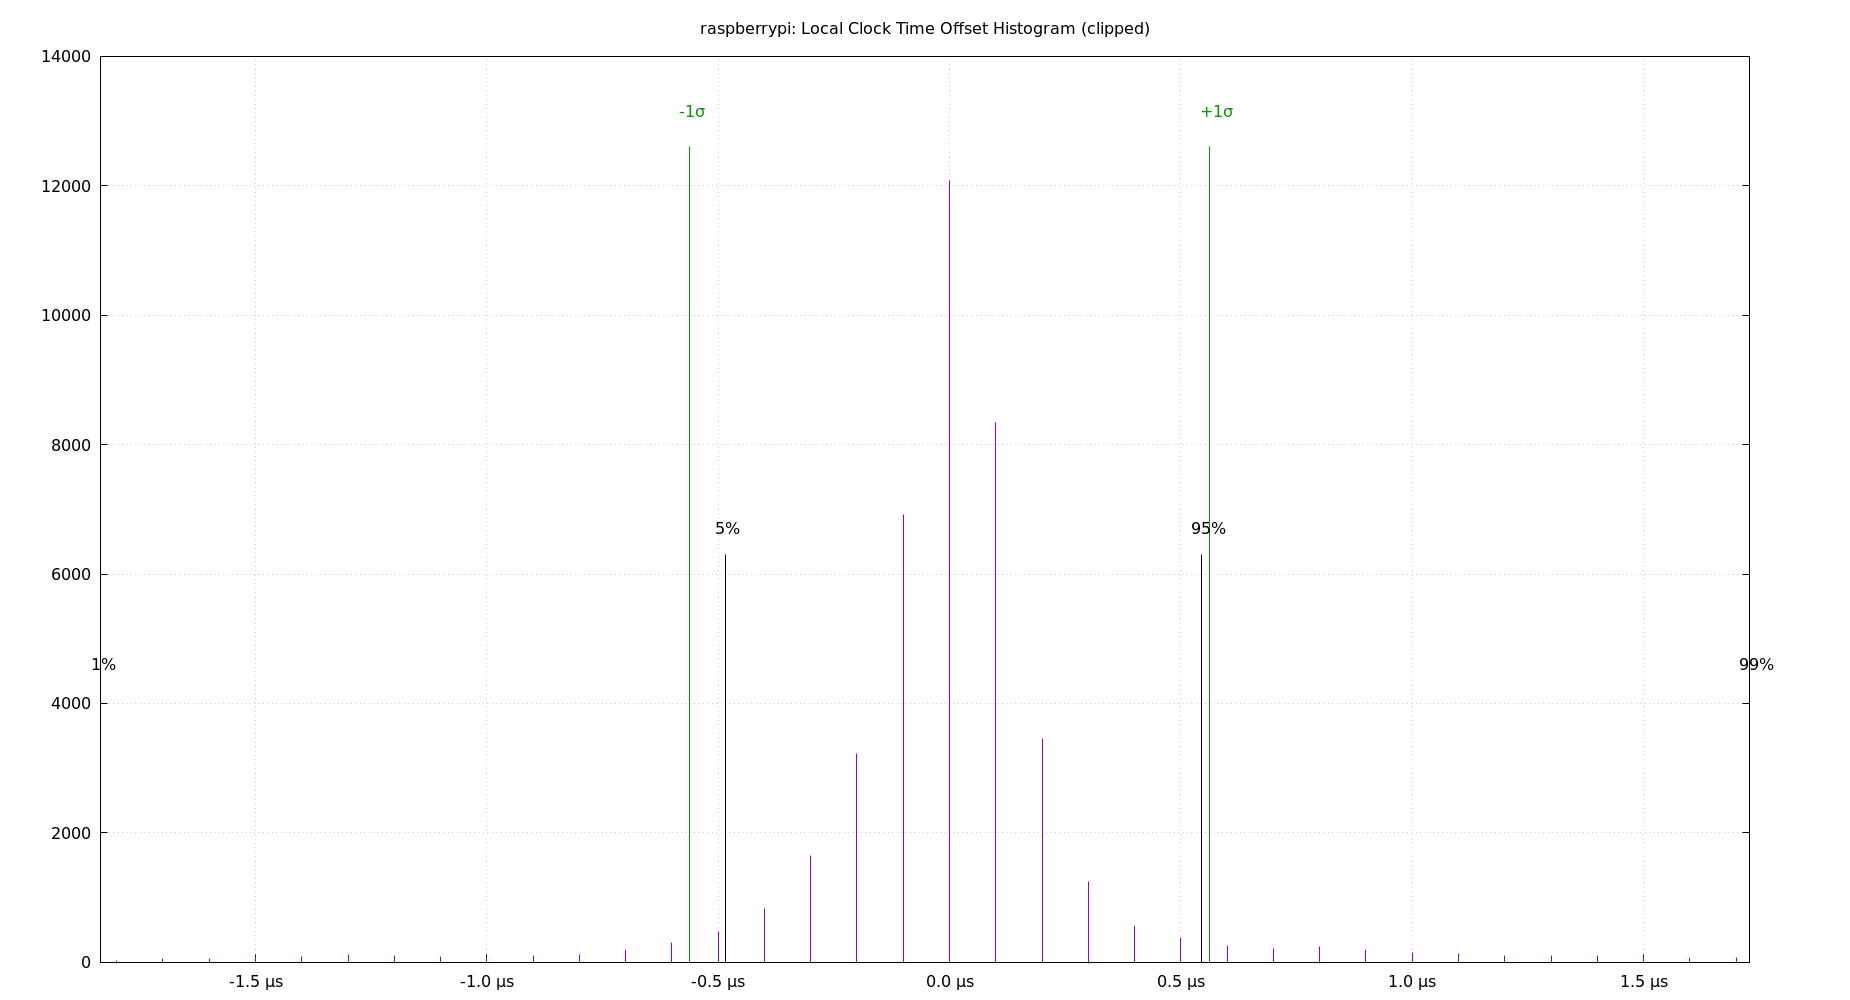 raspberrypi: Local Clock Time Offset Histogram (clipped)
14000
-1σ
+1σ
12000
10000
8000
5%
95%
6000
1%
99%
4000
2000
0
-1.5 µs
-1.0 µs
-0.5 µs
0.0 µs
0.5 µs
1.0 µs
1.5 µs